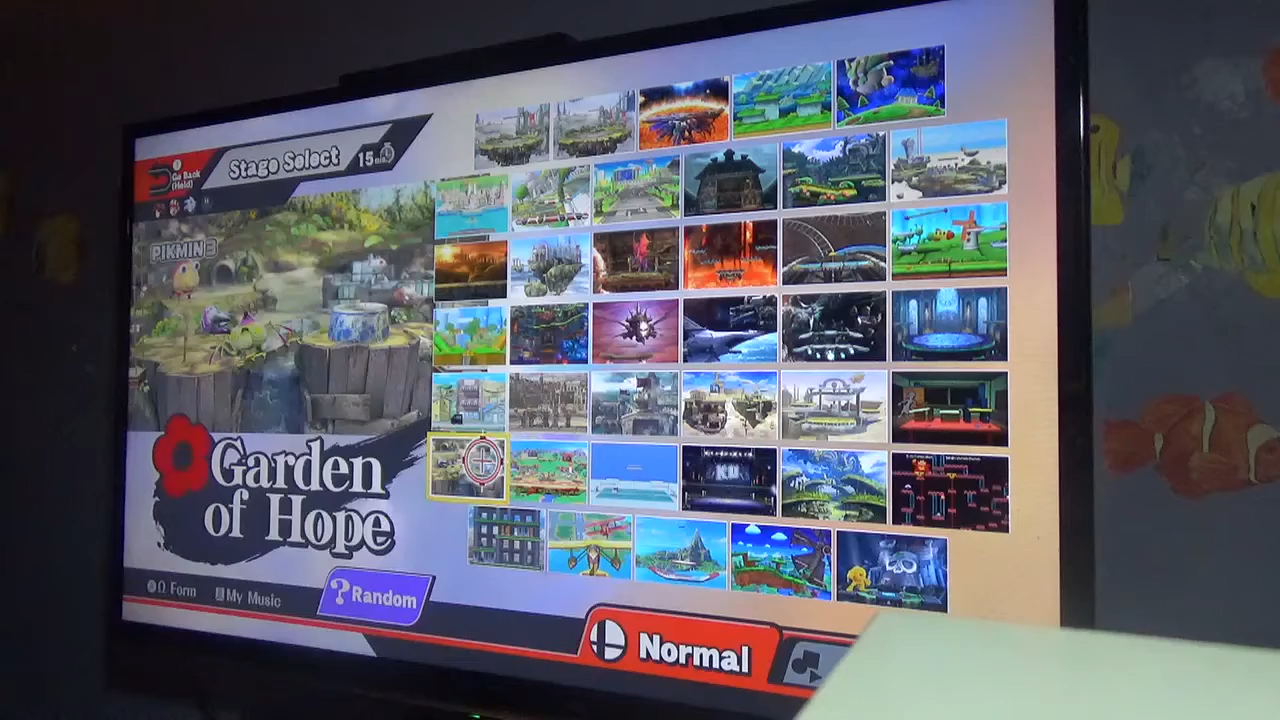 Go Back
(Hold)
Stage Select
15
PIKMIN 3
Garden
of Hope
Ω Form
My Music
? Random
Normal